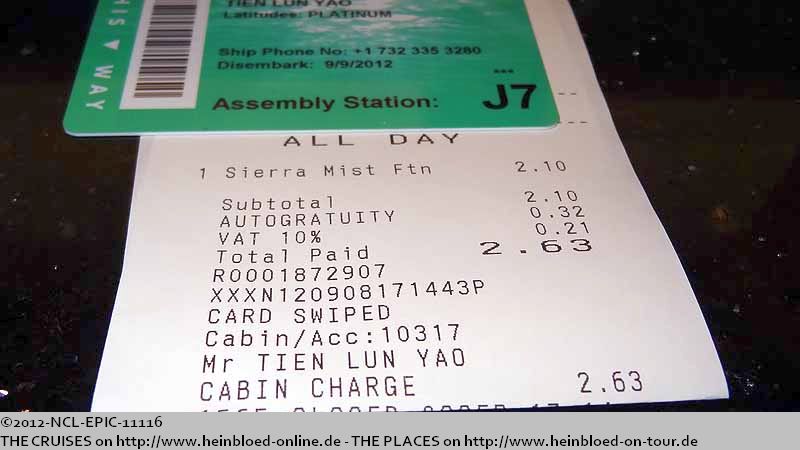 THIS ▼ WAY
TIEN LUN YAO
Latitudes: PLATINUM
Ship Phone No: +1 732 335 3280
Disembark: 9/9/2012
***
Assembly Station: J7
ALL DAY
1 Sierra Mist Ftn 2.10
Subtotal 2.10
AUTOGRATUITY 0.32
VAT 10% 0.21
Total Paid 2.63
R0001872907
XXXN120908171443P
CARD SWIPED
Cabin/Acc:10317
Mr TIEN LUN YAO
CABIN CHARGE 2.63
©2012-NCL-EPIC-11116
THE CRUISES on http://www.heinbloed-online.de - THE PLACES on http://www.heinbloed-on-tour.de